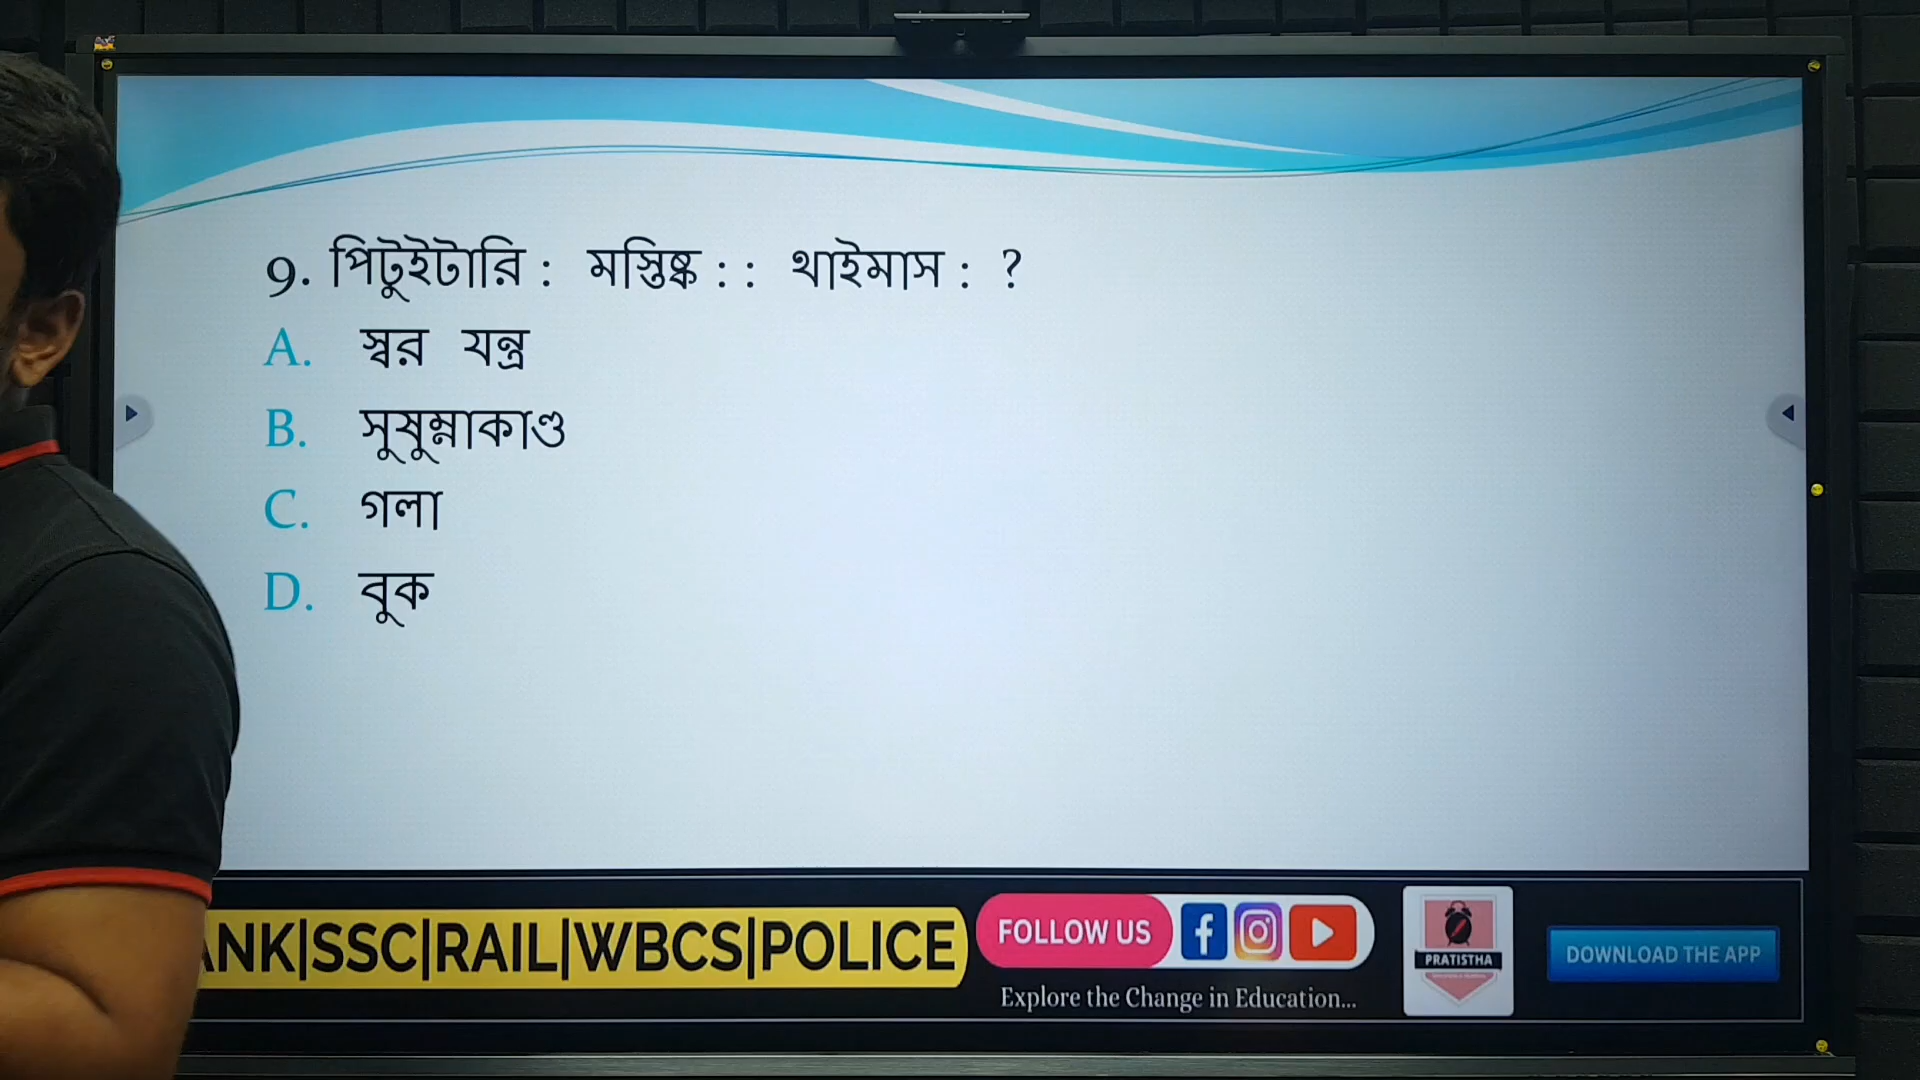 9. পিটুইটারি : মস্তিষ্ক : : থাইমাস : ?
A. স্বর যন্ত্র
B. সুষুম্নাকাণ্ড
C. গলা
D. বুক
ANK|SSC|RAIL|WBCS|POLICE
FOLLOW US
Explore the Change in Education...
PRATISTHA
DOWNLOAD THE APP